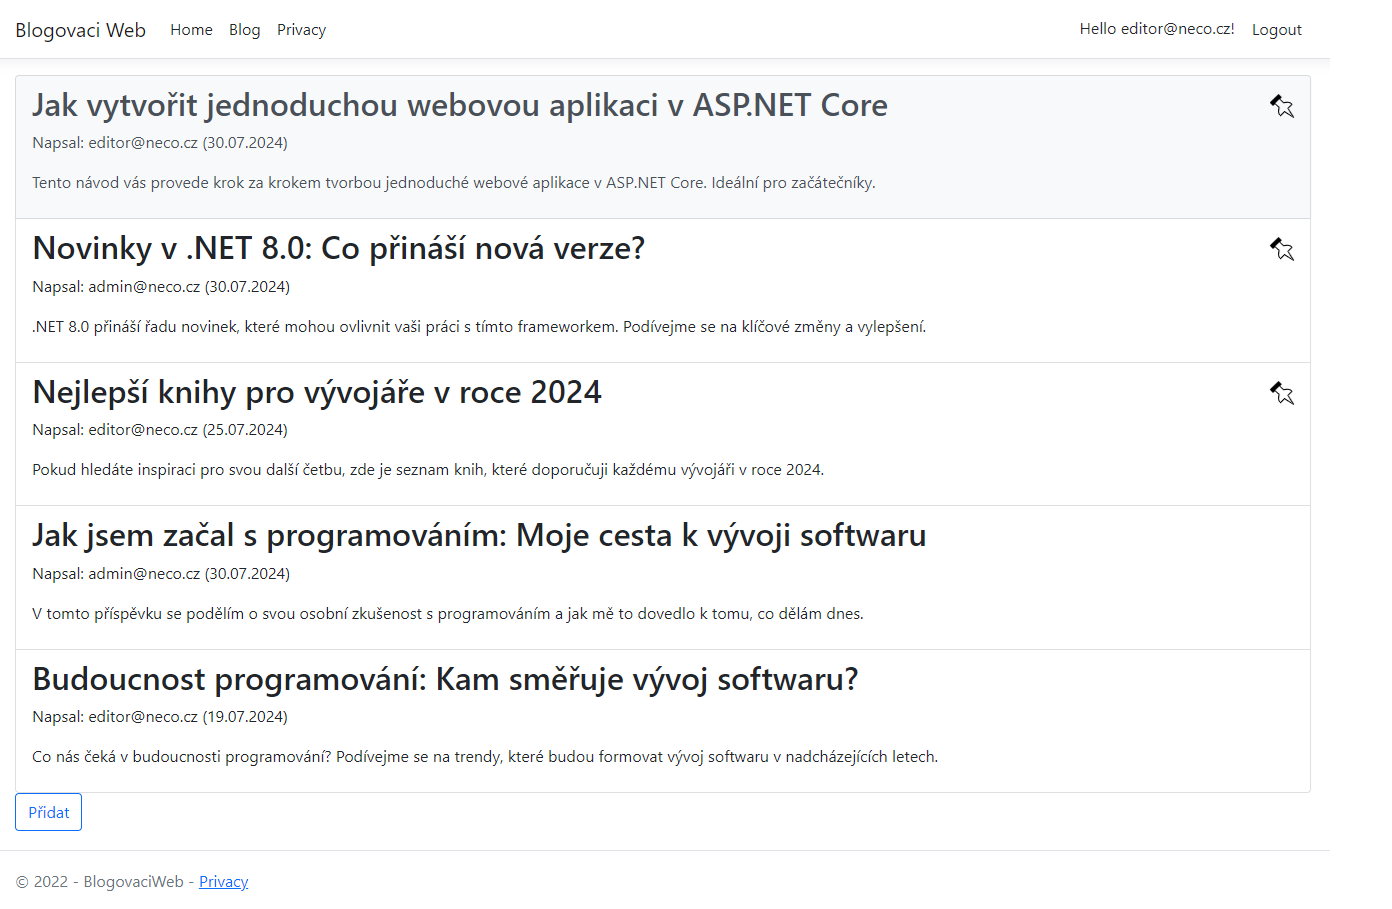 Blogovaci Web Home Blog Privacy Hello editor@neco.cz! Logout
Jak vytvořit jednoduchou webovou aplikaci v ASP.NET Core
Napsal: editor@neco.cz (30.07.2024)
Tento návod vás provede krok za krokem tvorbou jednoduché webové aplikace v ASP.NET Core. Ideální pro začátečníky.
Novinky v .NET 8.0: Co přináší nová verze?
Napsal: admin@neco.cz (30.07.2024)
.NET 8.0 přináší řadu novinek, které mohou ovlivnit vaši práci s tímto frameworkem. Podívejme se na klíčové změny a vylepšení.
Nejlepší knihy pro vývojáře v roce 2024
Napsal: editor@neco.cz (25.07.2024)
Pokud hledáte inspiraci pro svou další četbu, zde je seznam knih, které doporučuji každému vývojáři v roce 2024.
Jak jsem začal s programováním: Moje cesta k vývoji softwaru
Napsal: admin@neco.cz (30.07.2024)
V tomto příspěvku se podělím o svou osobní zkušenost s programováním a jak mě to dovedlo k tomu, co dělám dnes.
Budoucnost programování: Kam směřuje vývoj softwaru?
Napsal: editor@neco.cz (19.07.2024)
Co nás čeká v budoucnosti programování? Podívejme se na trendy, které budou formovat vývoj softwaru v nadcházejících letech.
Přidat
© 2022 - BlogovaciWeb - Privacy